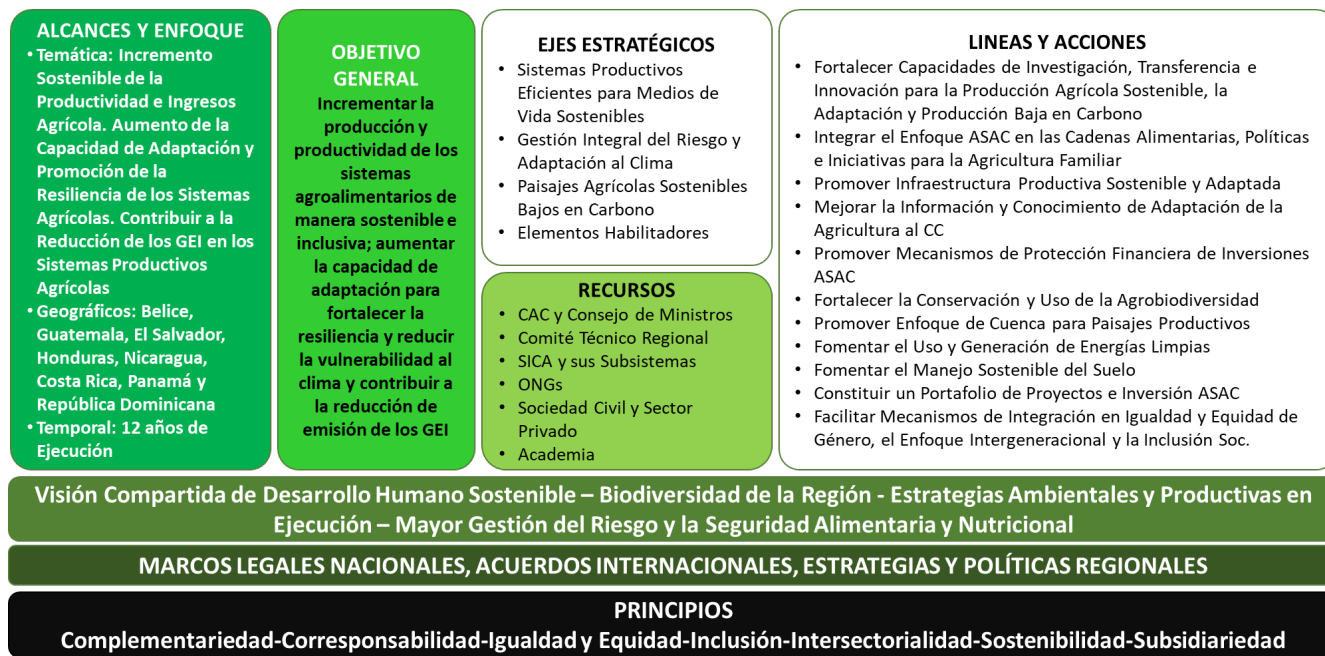 ALCANCES Y ENFOQUE
• Temática: Incremento
Sostenible de la
Productividad e Ingresos
Agrícola. Aumento de la
Capacidad de Adaptación y
Promoción de la
Resiliencia de los Sistemas
Agrícolas. Contribuir a la
Reducción de los GEI en los
Sistemas Productivos
Agrícolas
• Geográficos: Belice,
Guatemala, El Salvador,
Honduras, Nicaragua,
Costa Rica, Panamá y
República Dominicana
• Temporal: 12 años de
Ejecución
OBJETIVO
GENERAL
Incrementar la
producción y
productividad de los
sistemas
agroalimentarios de
manera sostenible e
inclusiva; aumentar
la capacidad de
adaptación para
fortalecer la
resiliencia y reducir
la vulnerabilidad al
clima y contribuir a
la reducción de
emisión de los GEI
EJES ESTRATÉGICOS
• Sistemas Productivos
Eficientes para Medios de
Vida Sostenibles
• Gestión Integral del Riesgo y
Adaptación al Clima
• Paisajes Agrícolas Sostenibles
Bajos en Carbono
• Elementos Habilitadores
RECURSOS
• CAC y Consejo de Ministros
• Comité Técnico Regional
• SICA y sus Subsistemas
• ONGs
• Sociedad Civil y Sector
Privado
• Academia
LINEAS Y ACCIONES
• Fortalecer Capacidades de Investigación, Transferencia e
Innovación para la Producción Agrícola Sostenible, la
Adaptación y Producción Baja en Carbono
• Integrar el Enfoque ASAC en las Cadenas Alimentarias, Políticas
e Iniciativas para la Agricultura Familiar
• Promover Infraestructura Productiva Sostenible y Adaptada
• Mejorar la Información y Conocimiento de Adaptación de la
Agricultura al CC
• Promover Mecanismos de Protección Financiera de Inversiones
ASAC
• Fortalecer la Conservación y Uso de la Agrobiodiversidad
• Promover Enfoque de Cuenca para Paisajes Productivos
• Fomentar el Uso y Generación de Energías Limpias
• Fomentar el Manejo Sostenible del Suelo
• Constituir un Portafolio de Proyectos e Inversión ASAC
• Facilitar Mecanismos de Integración en Igualdad y Equidad de
Género, el Enfoque Intergeneracional y la Inclusión Soc.
Visión Compartida de Desarrollo Humano Sostenible – Biodiversidad de la Región - Estrategias Ambientales y Productivas en
Ejecución – Mayor Gestión del Riesgo y la Seguridad Alimentaria y Nutricional
MARCOS LEGALES NACIONALES, ACUERDOS INTERNACIONALES, ESTRATEGIAS Y POLÍTICAS REGIONALES
PRINCIPIOS
Complementariedad-Corresponsabilidad-Igualdad y Equidad-Inclusión-Intersectorialidad-Sostenibilidad-Subsidiariedad